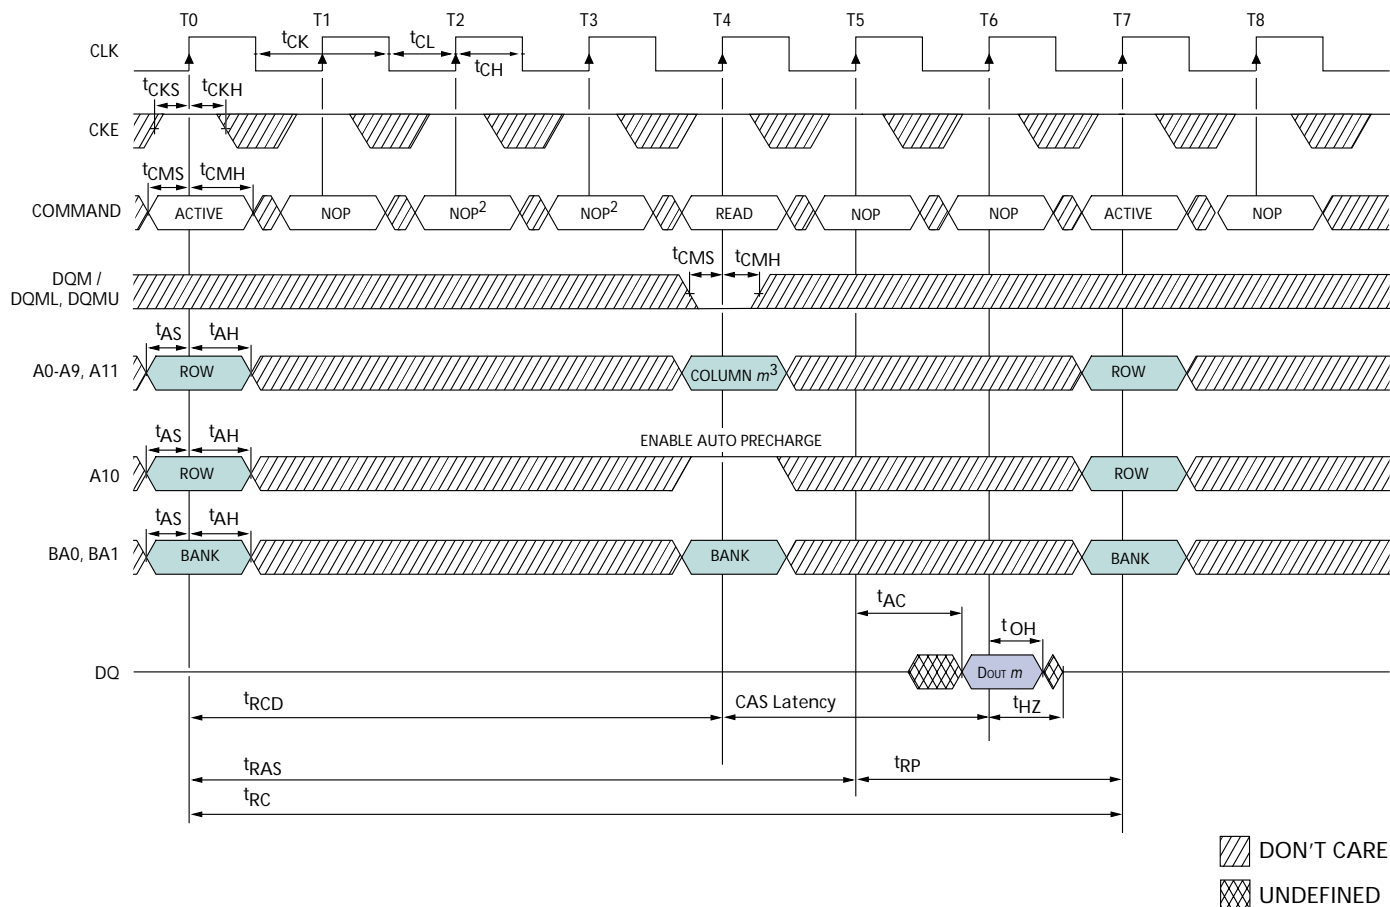 T0 T1 T2 T3 T4 T5 T6 T7 T8
CLK
tCK tCL
tCH
tCKS tCKH
CKE
tCMS tCMH
COMMAND ACTIVE NOP NOP2 NOP2 READ NOP NOP ACTIVE NOP
tCMS tCMH
DQM /
DQML, DQMU
tAS tAH
A0-A9, A11 ROW COLUMN m3 ROW
ENABLE AUTO PRECHARGE
tAS tAH
A10 ROW ROW
tAS tAH
BA0, BA1 BANK BANK BANK
tAC
tOH
DQ DOUT m
tRCD CAS Latency tHZ
tRAS tRP
tRC
DON'T CARE
UNDEFINED